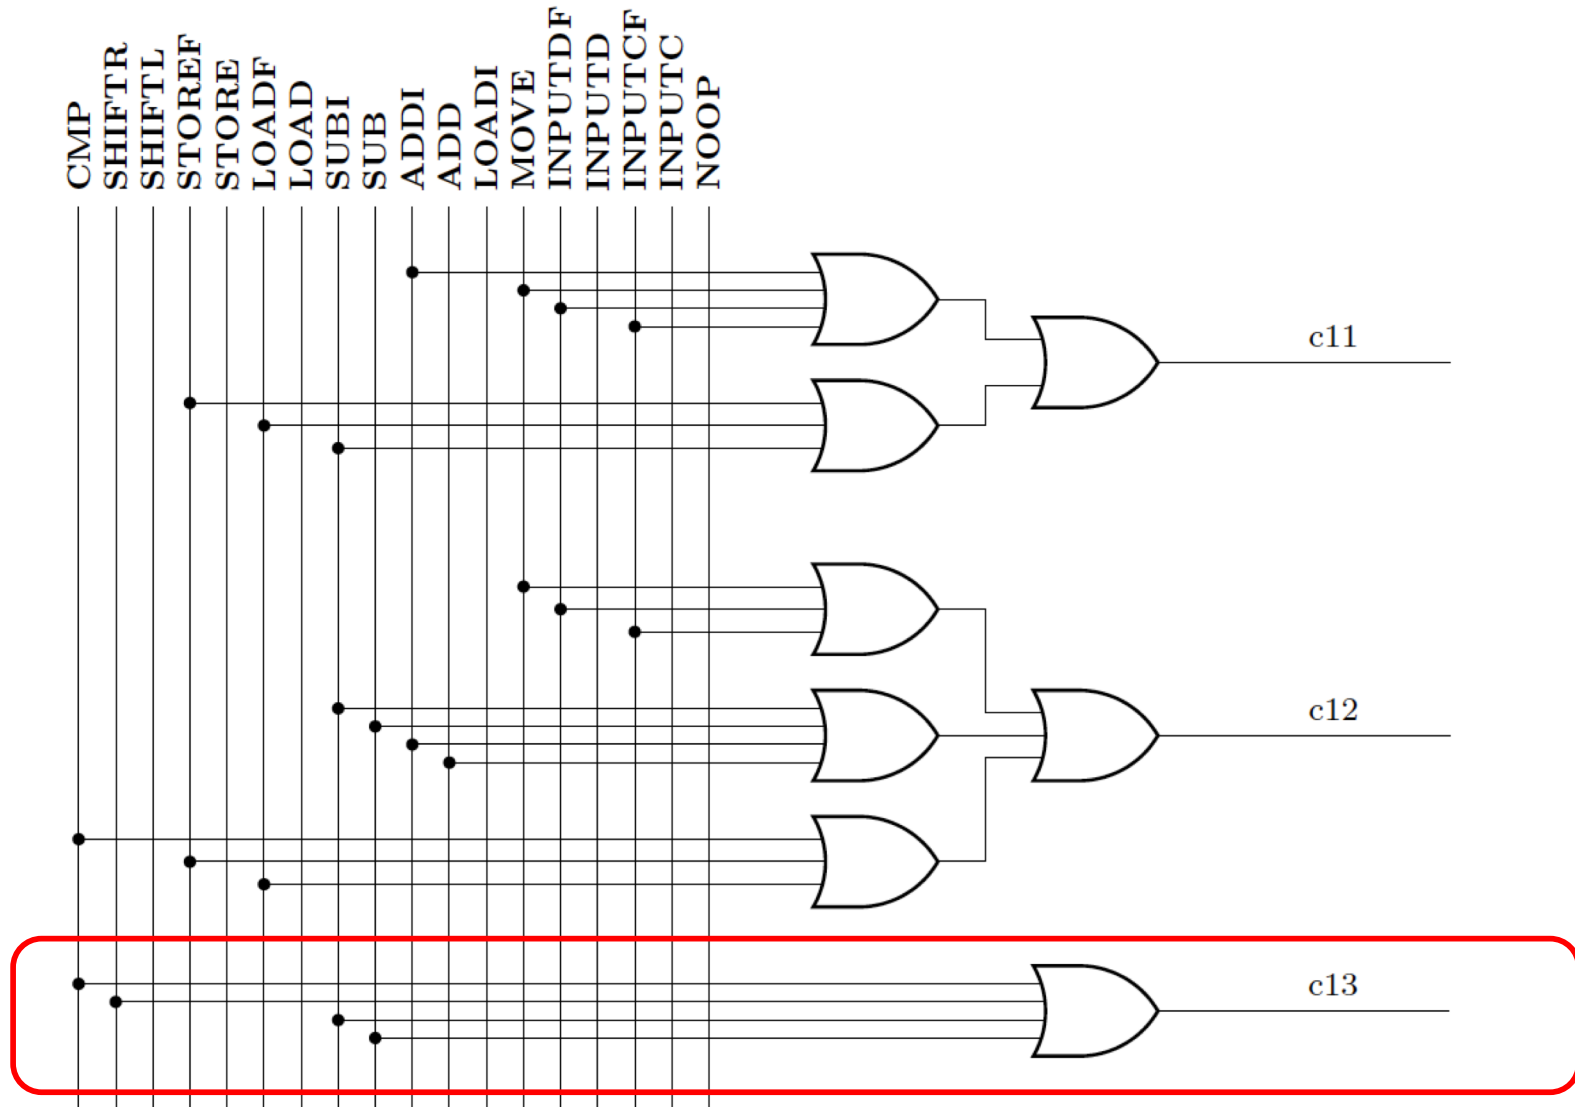 CMP
SHIFTR
SHIFTL
STOREF
STORE
LOADF
LOAD
SUBI
SUB
ADDI
ADD
LOADI
MOVE
INPUTDF
INPUTD
INPUTCF
INPUTC
NOOP
c11
c12
c13